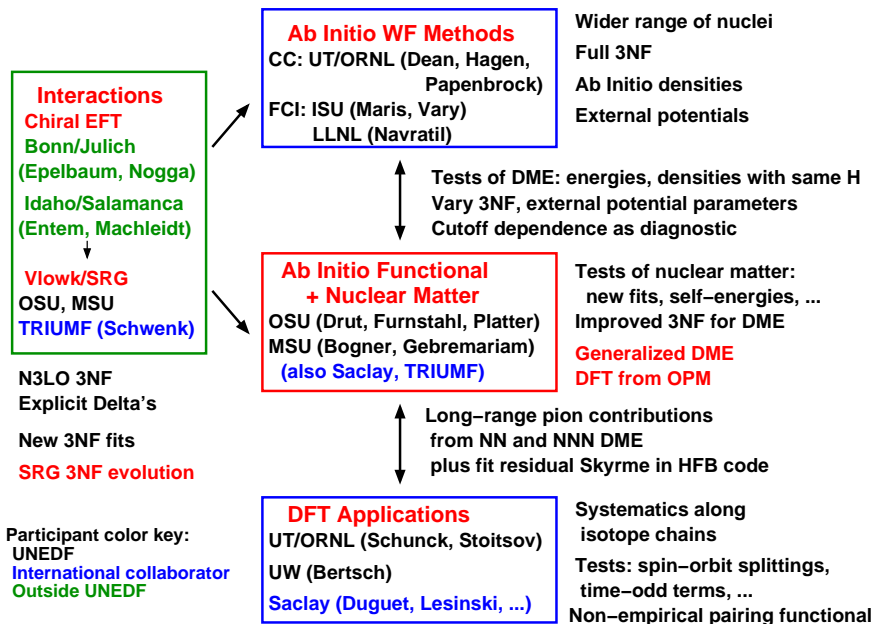 Interactions
Chiral EFT
Bonn/Julich
(Epelbaum, Nogga)
Idaho/Salamanca
(Entem, Machleidt)
Vlowk/SRG
OSU, MSU
TRIUMF (Schwenk)
N3LO 3NF
Explicit Delta's
New 3NF fits
SRG 3NF evolution
Participant color key:
UNEDF
International collaborator
Outside UNEDF
Ab Initio WF Methods
CC: UT/ORNL (Dean, Hagen,
Papenbrock)
FCI: ISU (Maris, Vary)
LLNL (Navratil)
Wider range of nuclei
Full 3NF
Ab Initio densities
External potentials
Tests of DME: energies, densities with same H
Vary 3NF, external potential parameters
Cutoff dependence as diagnostic
Ab Initio Functional
+ Nuclear Matter
OSU (Drut, Furnstahl, Platter)
MSU (Bogner, Gebremariam)
(also Saclay, TRIUMF)
Tests of nuclear matter:
new fits, self−energies, ...
Improved 3NF for DME
Generalized DME
DFT from OPM
Long−range pion contributions
from NN and NNN DME
plus fit residual Skyrme in HFB code
DFT Applications
UT/ORNL (Schunck, Stoitsov)
UW (Bertsch)
Saclay (Duguet, Lesinski, ...)
Systematics along
isotope chains
Tests: spin−orbit splittings,
time−odd terms, ...
Non−empirical pairing functional